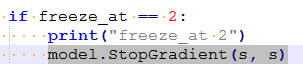 if freeze_at == 2:
    print("freeze_at 2")
    model.StopGradient(s, s)